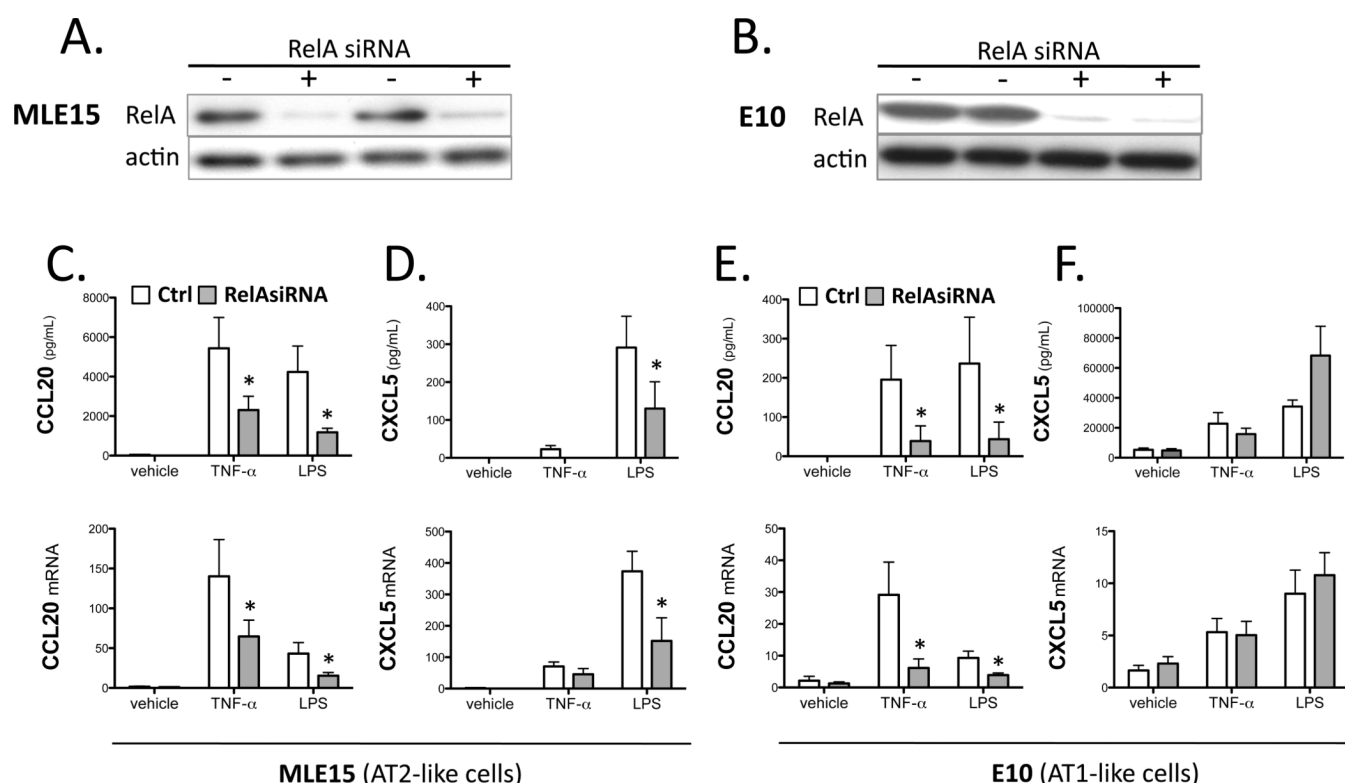 A.
RelA siRNA
- + - +
MLE15
RelA
actin
B.
RelA siRNA
- - + +
E10
RelA
actin
C.
Ctrl RelAsiRNA
CCL20 (pg/mL)
8000
6000
4000
2000
0
vehicle TNF-α LPS
* *
D.
CXCL5 (pg/mL)
400
300
200
100
0
vehicle TNF-α LPS
*
E.
Ctrl RelAsiRNA
CCL20 (pg/mL)
400
300
200
100
0
vehicle TNF-α LPS
* *
F.
CXCL5 (pg/mL)
100000
80000
60000
40000
20000
0
vehicle TNF-α LPS
CCL20 mRNA
200
150
100
50
0
vehicle TNF-α LPS
* *
CXCL5 mRNA
500
400
300
200
100
0
vehicle TNF-α LPS
*
CCL20 mRNA
50
40
30
20
10
0
vehicle TNF-α LPS
* *
CXCL5 mRNA
15
10
5
0
vehicle TNF-α LPS
MLE15 (AT2-like cells)
E10 (AT1-like cells)